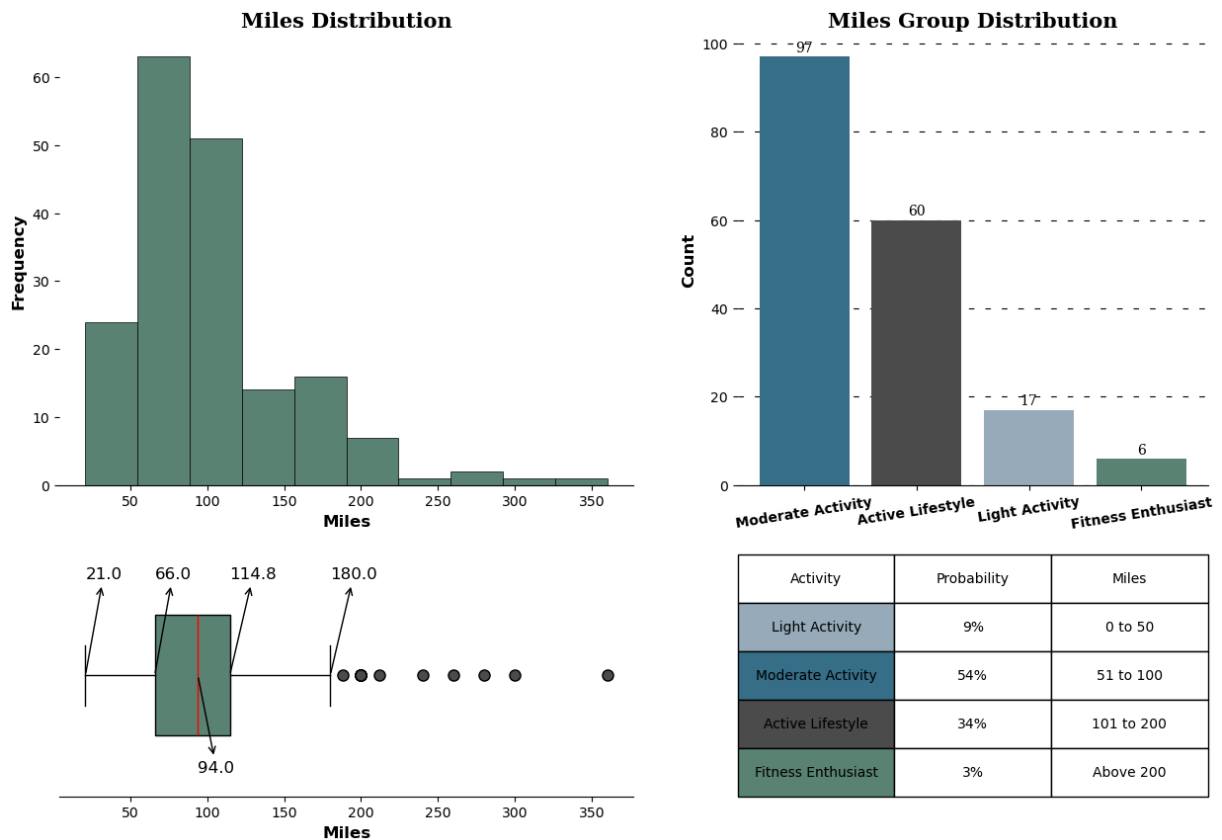 Miles Distribution
Frequency
60
50
40
30
20
10
0
50 100 150 200 250 300 350
Miles
Miles Group Distribution
Count
100
80
60
40
20
0
97
60
17
6
Moderate Activity Active Lifestyle Light Activity Fitness Enthusiast
21.0 66.0 114.8 180.0
94.0
50 100 150 200 250 300 350
Miles
Activity Probability Miles
Light Activity 9% 0 to 50
Moderate Activity 54% 51 to 100
Active Lifestyle 34% 101 to 200
Fitness Enthusiast 3% Above 200